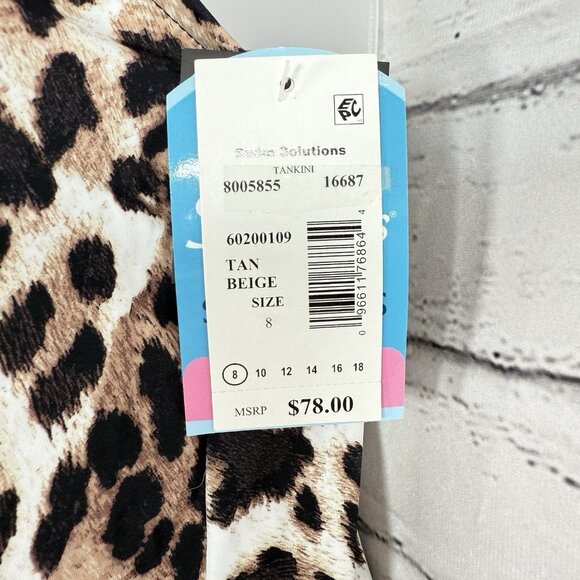 EPC
Swim Solutions
TANKINI
8005855 16687
60200109
TAN
BEIGE
SIZE
8
0 96611 76864 4
8 10 12 14 16 18
MSRP $78.00